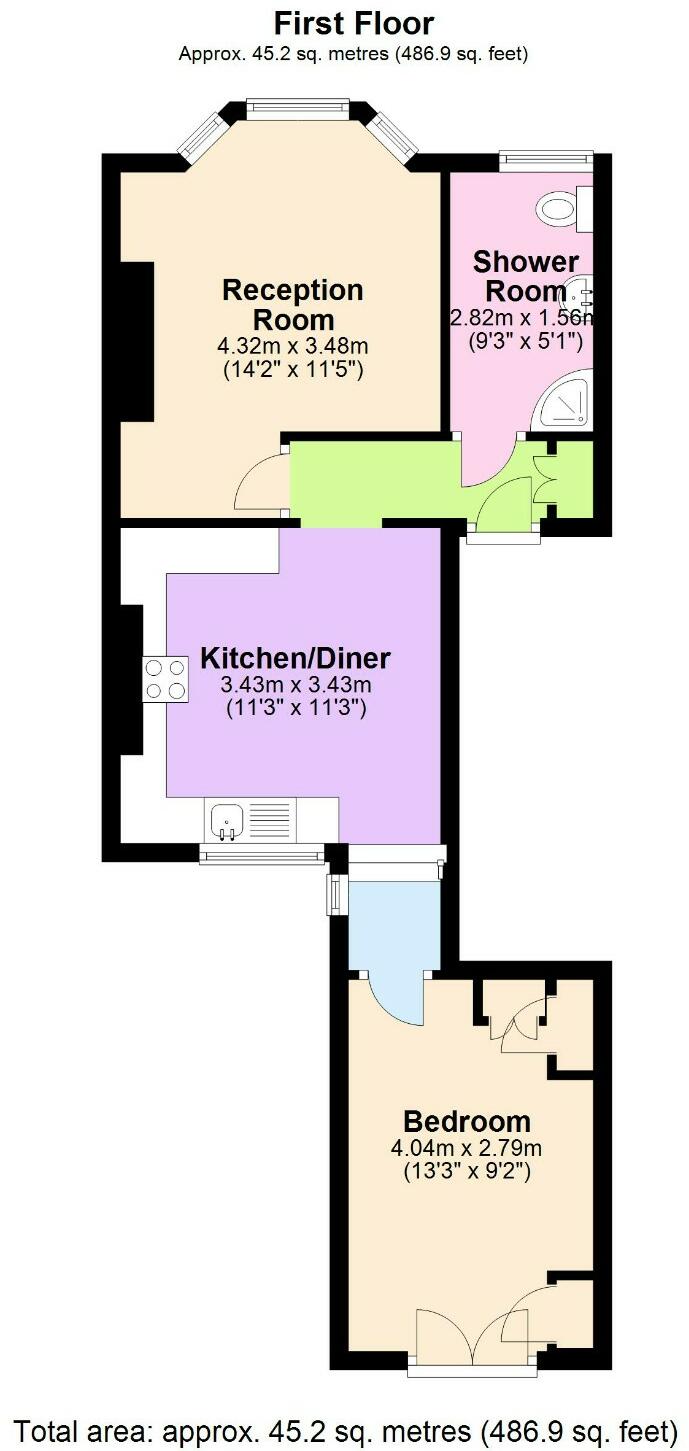 First Floor
Approx. 45.2 sq. metres (486.9 sq. feet)
Reception
Room
4.32m x 3.48m
(14'2" x 11'5")
Shower
Room
2.82m x 1.56m
(9'3" x 5'1")
Kitchen/Diner
3.43m x 3.43m
(11'3" x 11'3")
Bedroom
4.04m x 2.79m
(13'3" x 9'2")
Total area: approx. 45.2 sq. metres (486.9 sq. feet)